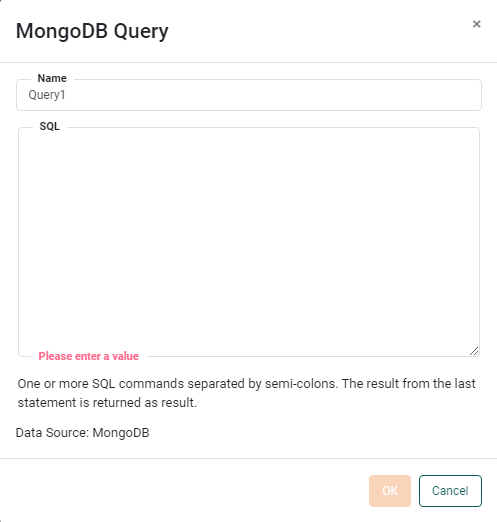 MongoDB Query
×
Name
Query1
SQL
Please enter a value
One or more SQL commands separated by semi-colons. The result from the last
statement is returned as result.
Data Source: MongoDB
OK
Cancel